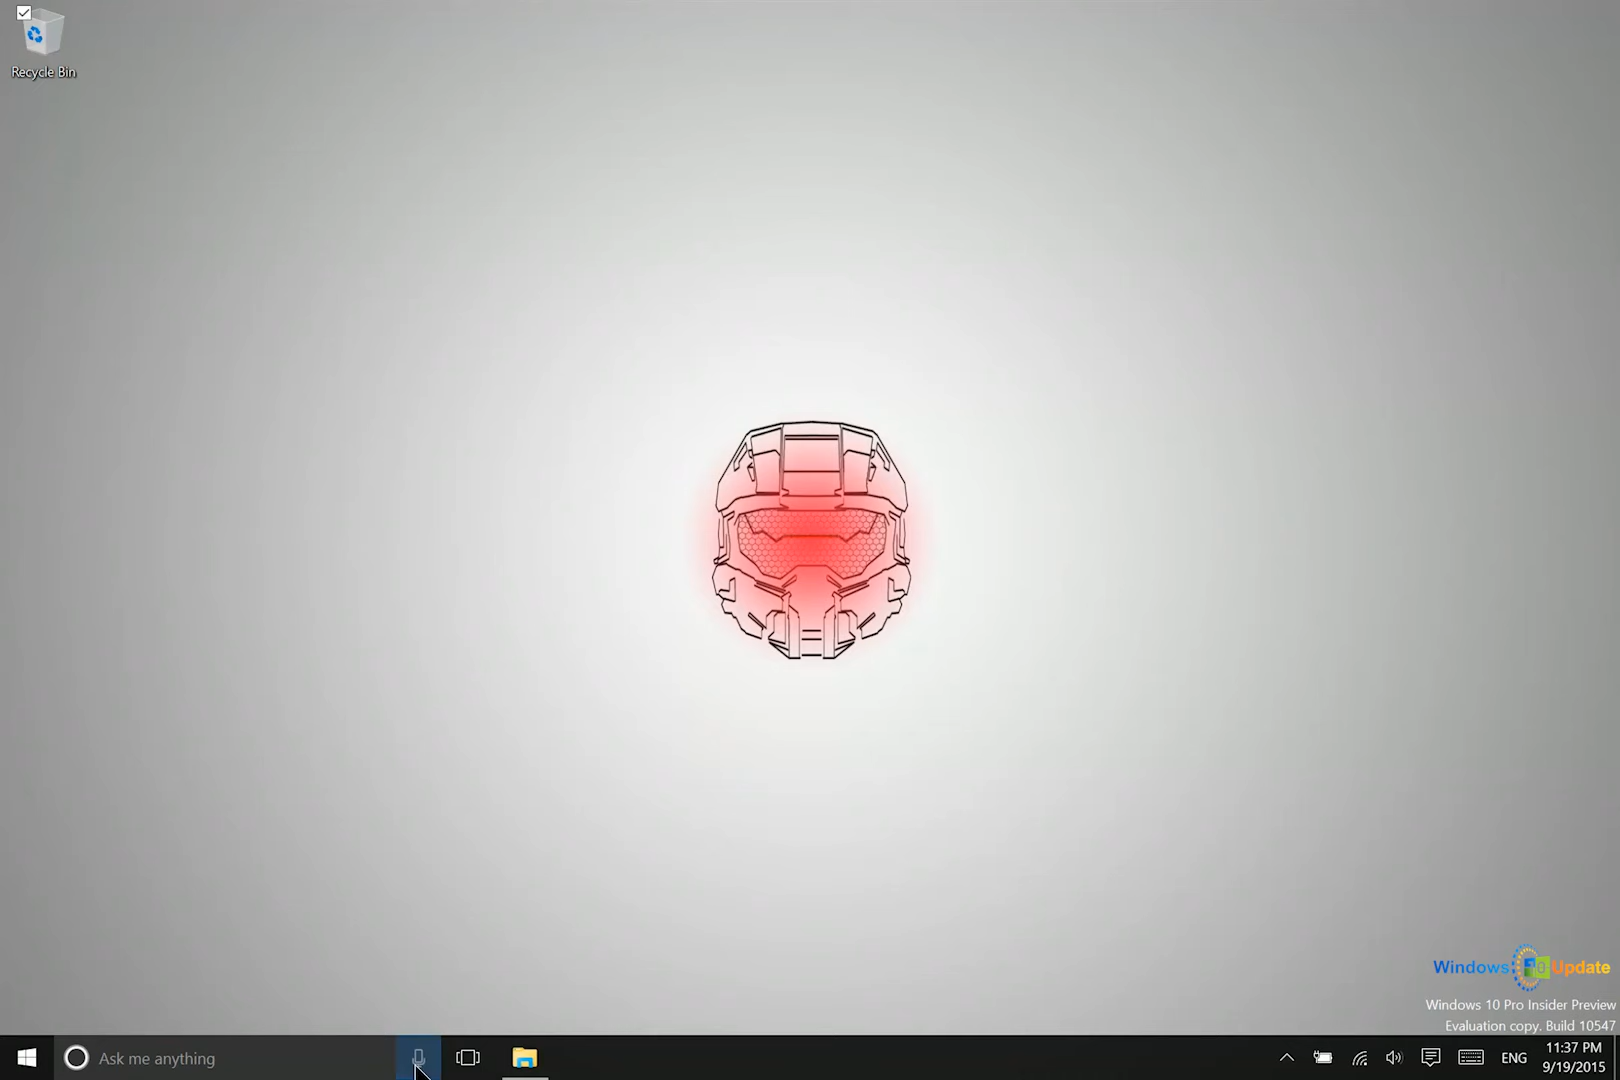 Recycle Bin
Windows 10 Update
Windows 10 Pro Insider Preview
Evaluation copy. Build 10547
Ask me anything
ENG
11:37 PM
9/19/2015